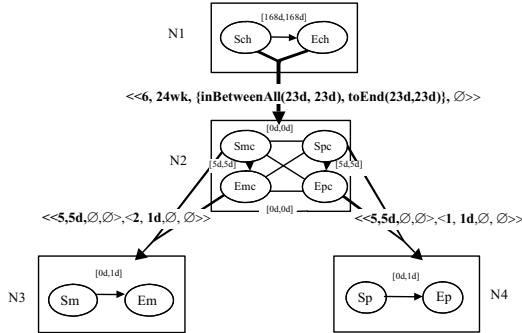 [168d,168d]
N1
Sch
Ech
<<6, 24wk, {inBetweenAll(23d, 23d), toEnd(23d,23d)}, ∅>>
[0d,0d]
Smc
Spc
N2
[5d,5d]
[5d,5d]
Emc
Epc
[0d,0d]
<<5,5d,∅,∅>,<2, 1d,∅, ∅>>
<<5,5d,∅,∅>,<1, 1d,∅, ∅>>
[0d,1d]
[0d,1d]
N3
Sm
Em
Sp
Ep
N4